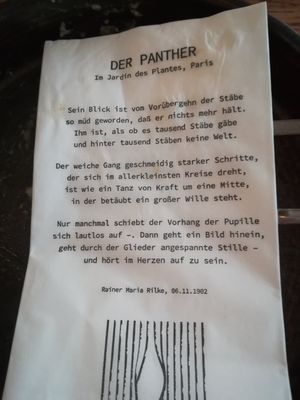 DER PANTHER
Im Jardin des Plantes, Paris
Sein Blick ist vom Vorübergehn der Stäbe
so müd geworden, daß er nichts mehr hält.
Ihm ist, als ob es tausend Stäbe gäbe
und hinter tausend Stäben keine Welt.
Der weiche Gang geschmeidig starker Schritte,
der sich im allerkleinsten Kreise dreht,
ist wie ein Tanz von Kraft um eine Mitte,
in der betäubt ein großer Wille steht.
Nur manchmal schiebt der Vorhang der Pupille
sich lautlos auf –. Dann geht ein Bild hinein,
geht durch der Glieder angespannte Stille –
und hört im Herzen auf zu sein.
Rainer Maria Rilke, 06.11.1902